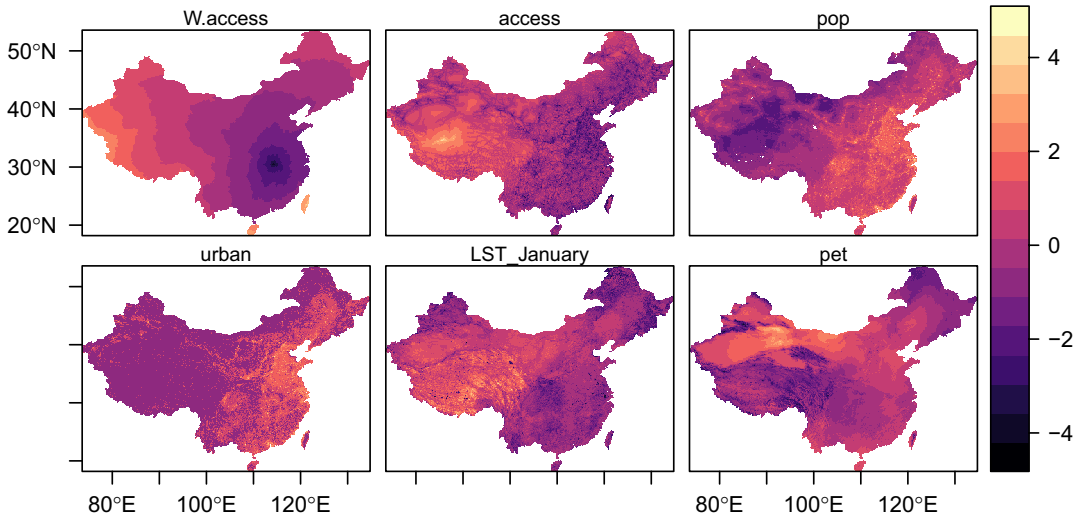 W.access
access
pop
50°N
40°N
30°N
20°N
4
2
0
−2
−4
urban
LST_January
pet
80°E
100°E
120°E
80°E
100°E
120°E